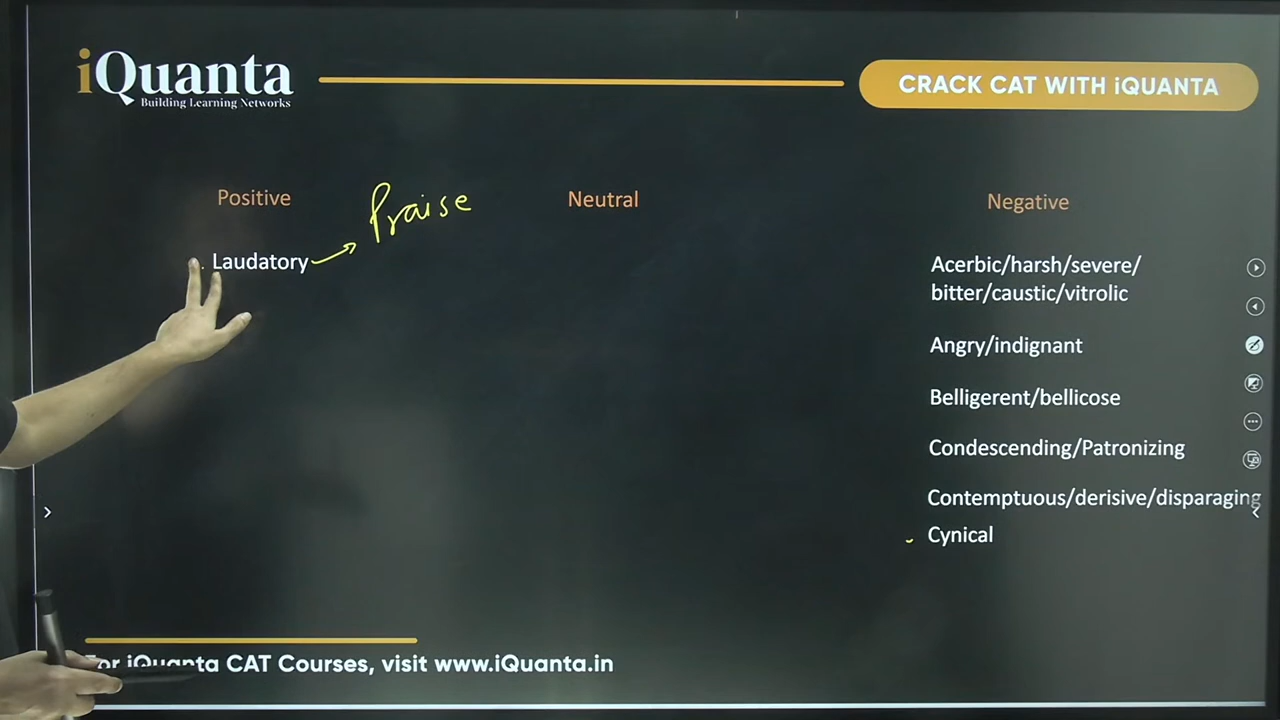 iQuanta
Building Learning Networks
CRACK CAT WITH iQUANTA
Positive
Praise
Neutral
Negative
Laudatory
Acerbic/harsh/severe/
bitter/caustic/vitrolic
Angry/indignant
Belligerent/bellicose
Condescending/Patronizing
Contemptuous/derisive/disparaging
Cynical
For iQuanta CAT Courses, visit www.iQuanta.in